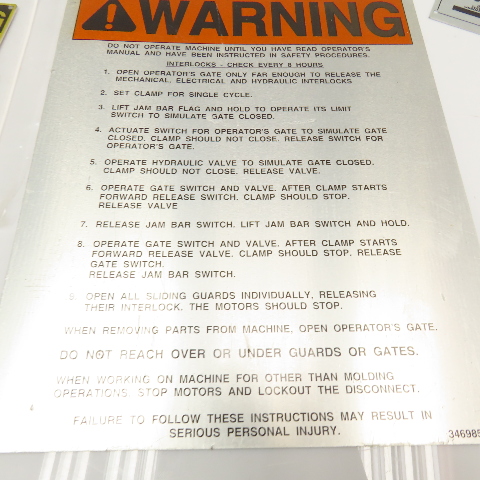 WARNING
DO NOT OPERATE MACHINE UNTIL YOU HAVE READ OPERATOR'S
MANUAL AND HAVE BEEN INSTRUCTED IN SAFETY PROCEDURES.
INTERLOCKS - CHECK EVERY 8 HOURS
1. OPEN OPERATOR'S GATE ONLY FAR ENOUGH TO RELEASE THE
MECHANICAL, ELECTRICAL AND HYDRAULIC INTERLOCKS
2. SET CLAMP FOR SINGLE CYCLE.
3. LIFT JAM BAR FLAG AND HOLD TO OPERATE ITS LIMIT
SWITCH TO SIMULATE GATE CLOSED.
4. ACTUATE SWITCH FOR OPERATOR'S GATE TO SIMULATE GATE
CLOSED. CLAMP SHOULD NOT CLOSE. RELEASE SWITCH FOR
OPERATOR'S GATE.
5. OPERATE HYDRAULIC VALVE TO SIMULATE GATE CLOSED.
CLAMP SHOULD NOT CLOSE. RELEASE VALVE.
6. OPERATE GATE SWITCH AND VALVE. AFTER CLAMP STARTS
FORWARD RELEASE SWITCH. CLAMP SHOULD STOP.
RELEASE VALVE
7. RELEASE JAM BAR SWITCH. LIFT JAM BAR SWITCH AND HOLD.
8. OPERATE GATE SWITCH AND VALVE. AFTER CLAMP STARTS
FORWARD RELEASE VALVE. CLAMP SHOULD STOP. RELEASE
GATE SWITCH.
RELEASE JAM BAR SWITCH.
9. OPEN ALL SLIDING GUARDS INDIVIDUALLY, RELEASING
THEIR INTERLOCK. THE MOTORS SHOULD STOP.
WHEN REMOVING PARTS FROM MACHINE, OPEN OPERATOR'S GATE.
DO NOT REACH OVER OR UNDER GUARDS OR GATES.
WHEN WORKING ON MACHINE FOR OTHER THAN MOLDING
OPERATIONS. STOP MOTORS AND LOCKOUT THE DISCONNECT.
FAILURE TO FOLLOW THESE INSTRUCTIONS MAY RESULT IN
SERIOUS PERSONAL INJURY.
346985